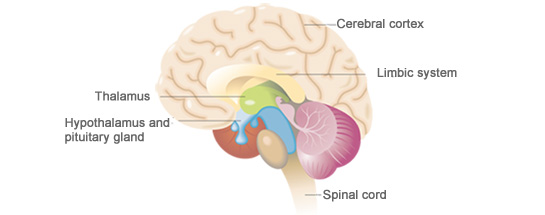 Cerebral cortex
Limbic system
Thalamus
Hypothalamus and
pituitary gland
Spinal cord